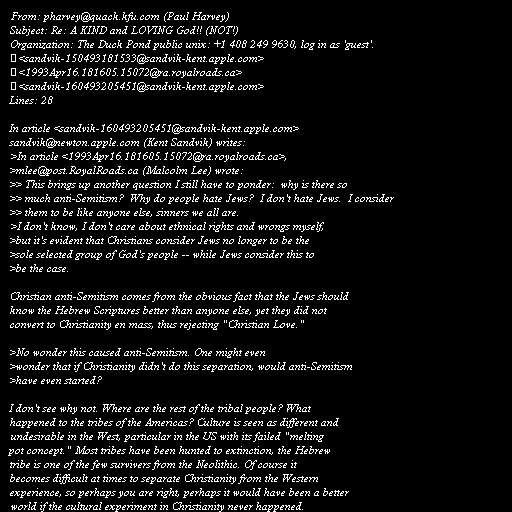 From: pharvey@quack.kfu.com (Paul Harvey)
Subject: Re: A KIND and LOVING God!! (NOT!)
Organization: The Duck Pond public unix: +1 408 249 9630, log in as 'guest'.
<sandvik-150493181533@sandvik-kent.apple.com>
<1993Apr16.181605.15072@ra.royalroads.ca>
<sandvik-160493205451@sandvik-kent.apple.com>
Lines: 28

In article <sandvik-160493205451@sandvik-kent.apple.com>
sandvik@newton.apple.com (Kent Sandvik) writes:
>In article <1993Apr16.181605.15072@ra.royalroads.ca>,
>mlee@post.RoyalRoads.ca (Malcolm Lee) wrote:
>> This brings up another question I still have to ponder:  why is there so
>> much anti-Semitism?  Why do people hate Jews?  I don't hate Jews.  I consider
>> them to be like anyone else, sinners we all are.
>I don't know, I don't care about ethnical rights and wrongs myself,
>but it's evident that Christians consider Jews no longer to be the
>sole selected group of God's people -- while Jews consider this to
>be the case.

Christian anti-Semitism comes from the obvious fact that the Jews should
know the Hebrew Scriptures better than anyone else, yet they did not
convert to Christianity en mass, thus rejecting "Christian Love."

>No wonder this caused anti-Semitism. One might even
>wonder that if Christianity didn't do this separation, would anti-Semitism
>have even started?

I don't see why not. Where are the rest of the tribal people? What
happened to the tribes of the Americas? Culture is seen as different and
undesirable in the West, particular in the US with its failed "melting
pot concept." Most tribes have been hunted to extinction, the Hebrew
tribe is one of the few survivers from the Neolithic. Of course it
becomes difficult at times to separate Christianity from the Western
experience, so perhaps you are right, perhaps it would have been a better
world if the cultural experiment in Christianity never happened.